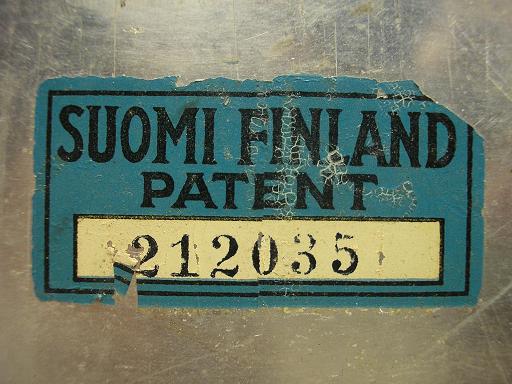 SUOMI FINLAND
PATENT
212035